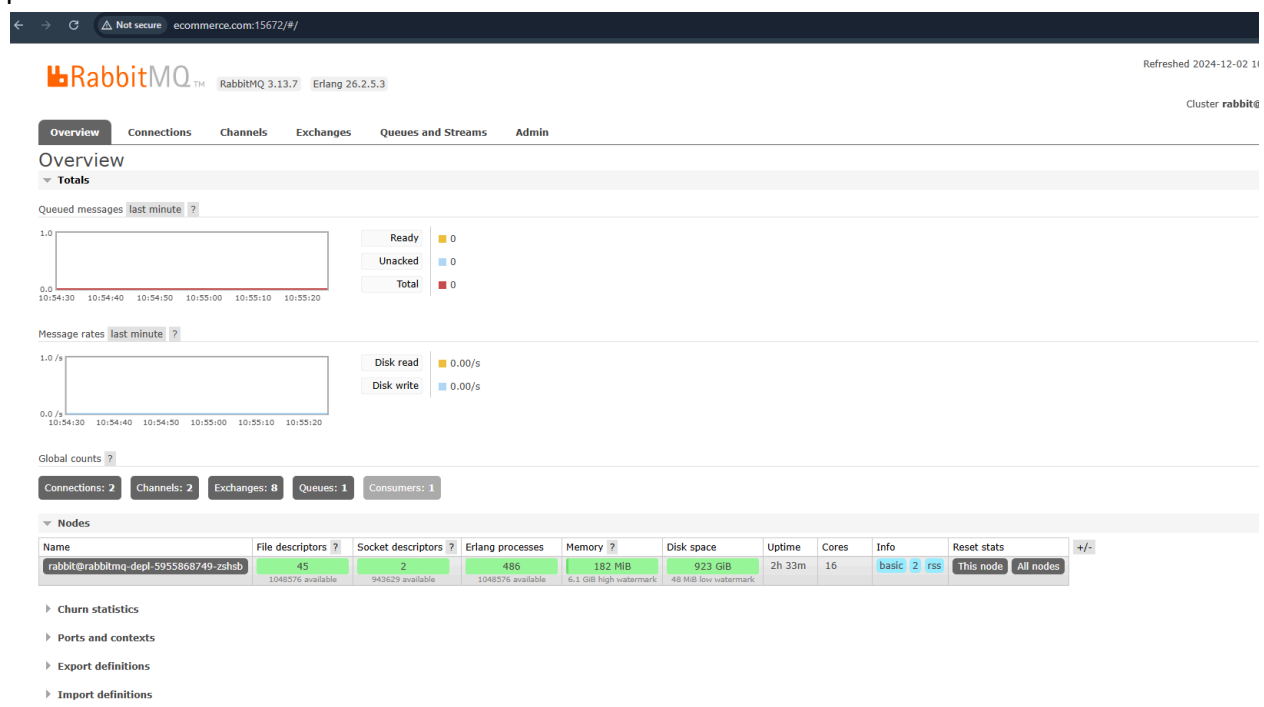 Not secure ecommerce.com:15672/#/
RabbitMQ TM RabbitMQ 3.13.7 Erlang 26.2.5.3
Refreshed 2024-12-02
Cluster rabbit@
Overview Connections Channels Exchanges Queues and Streams Admin
Overview
Totals
Queued messages last minute ?
1.0
0.0
10:54:30 10:54:40 10:54:50 10:55:00 10:55:10 10:55:20
Ready 0
Unacked 0
Total 0
Message rates last minute ?
1.0 /s
0.0 /s
10:54:30 10:54:40 10:54:50 10:55:00 10:55:10 10:55:20
Disk read 0.00/s
Disk write 0.00/s
Global counts ?
Connections: 2 Channels: 2 Exchanges: 8 Queues: 1 Consumers: 1
Nodes
Name File descriptors ? Socket descriptors ? Erlang processes Memory ? Disk space Uptime Cores Info Reset stats +/-
rabbit@rabbitmq-depl-5955868749-zshsb 45 2 486 182 MiB 923 GiB 2h 33m 16 basic 2 rss This node All nodes
1048576 available 943629 available 1048576 available 6.1 GiB high watermark 48 MiB low watermark
Churn statistics
Ports and contexts
Export definitions
Import definitions